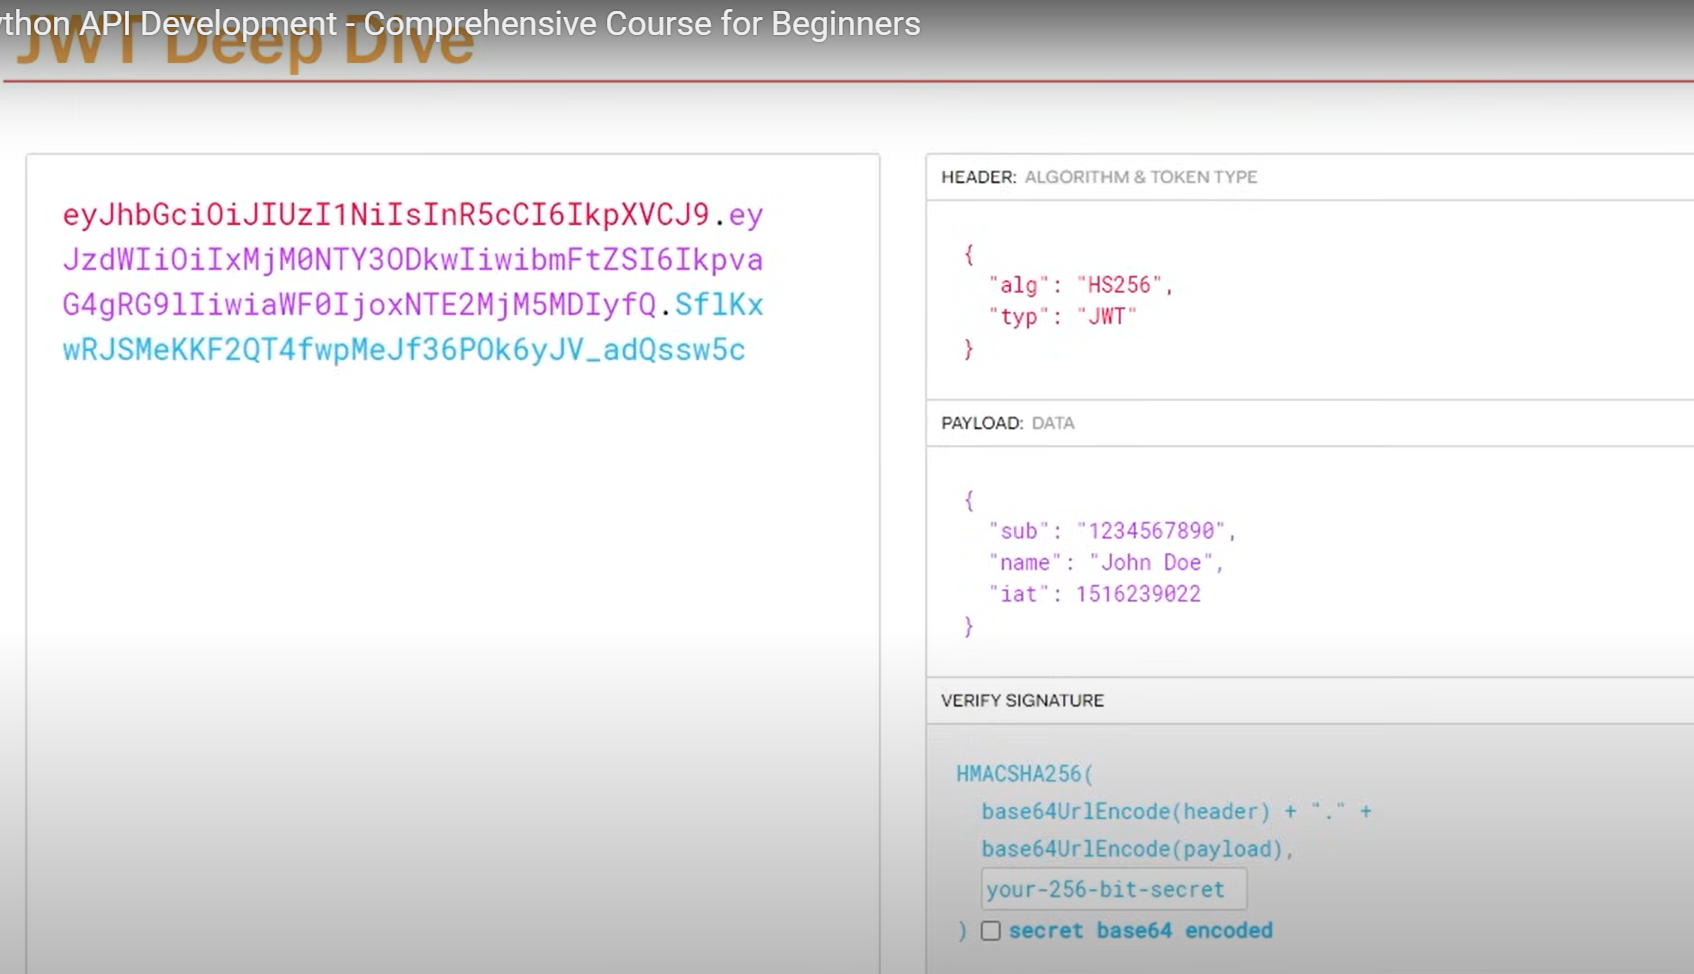 ython API Development - Comprehensive Course for Beginners
JWT Deep Dive
eyJhbGciOiJIUzI1NiIsInR5cCI6IkpXVCJ9.ey
JzdWIiOiIxMjM0NTY3ODkwIiwibmFtZSI6Ikpva
G4gRG9lIiwiaWF0IjoxNTE2MjM5MDIyfQ.SflKx
wRJSMeKKF2QT4fwpMeJf36POk6yJV_adQssw5c
HEADER: ALGORITHM & TOKEN TYPE
{
"alg": "HS256",
"typ": "JWT"
}
PAYLOAD: DATA
{
"sub": "1234567890",
"name": "John Doe",
"iat": 1516239022
}
VERIFY SIGNATURE
HMACSHA256(
base64UrlEncode(header) + "." +
base64UrlEncode(payload),
your-256-bit-secret
) secret base64 encoded